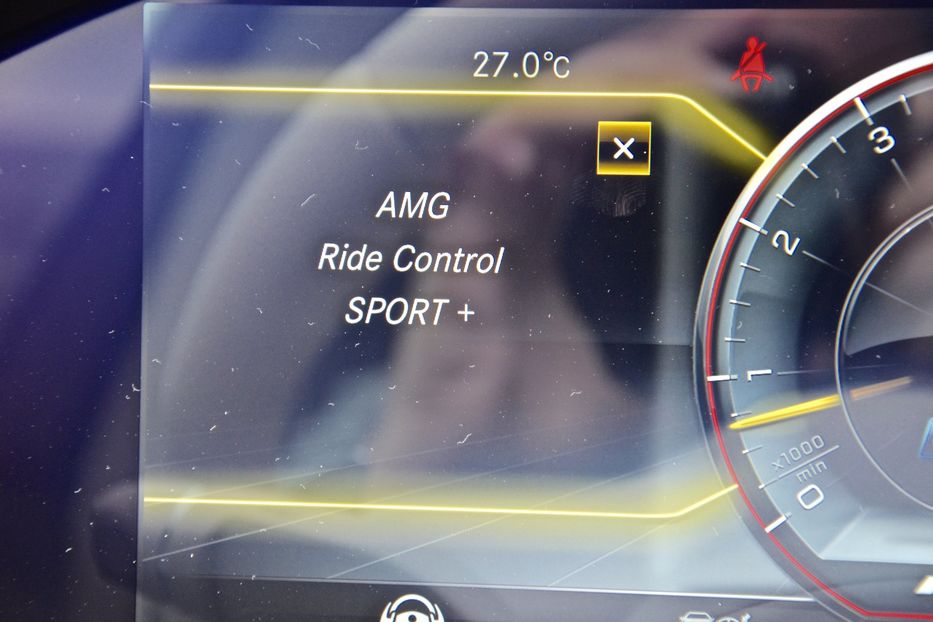 27.0°C
AMG
Ride Control
SPORT +
3
2
1
x1000
min
0